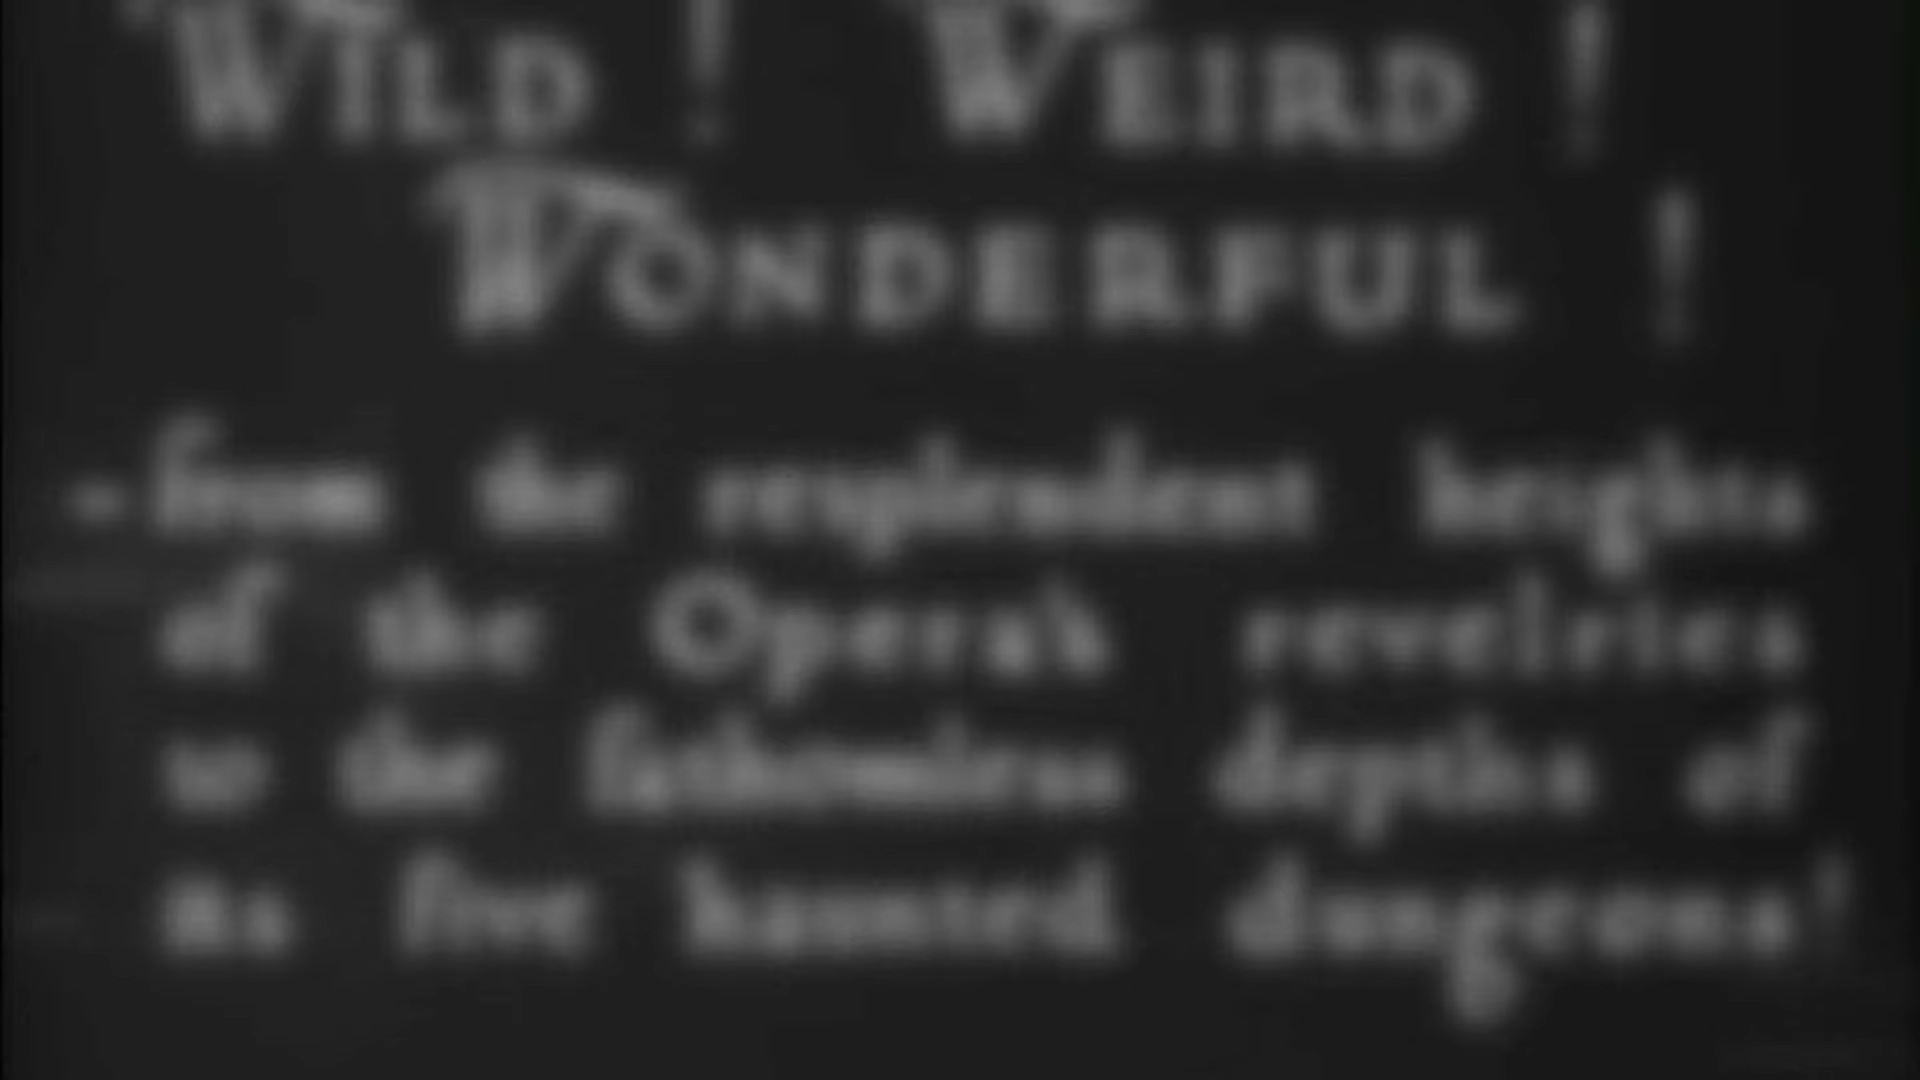 WILD ! WEIRD !
WONDERFUL !
- from the resplendent heights
of the Opera's revelries
to the fathomless depths of
its five haunted dungeons!